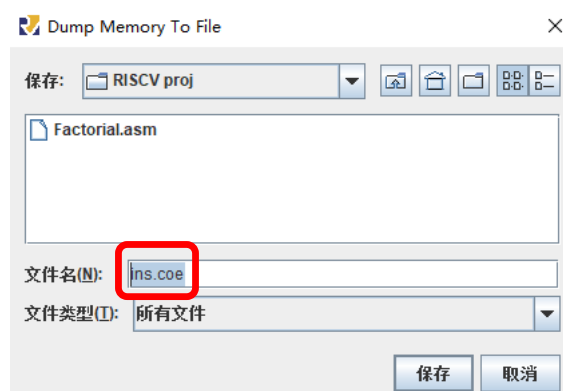 Dump Memory To File
保存: RISCV proj
Factorial.asm
文件名(N): ins.coe
文件类型(T): 所有文件
保存 取消